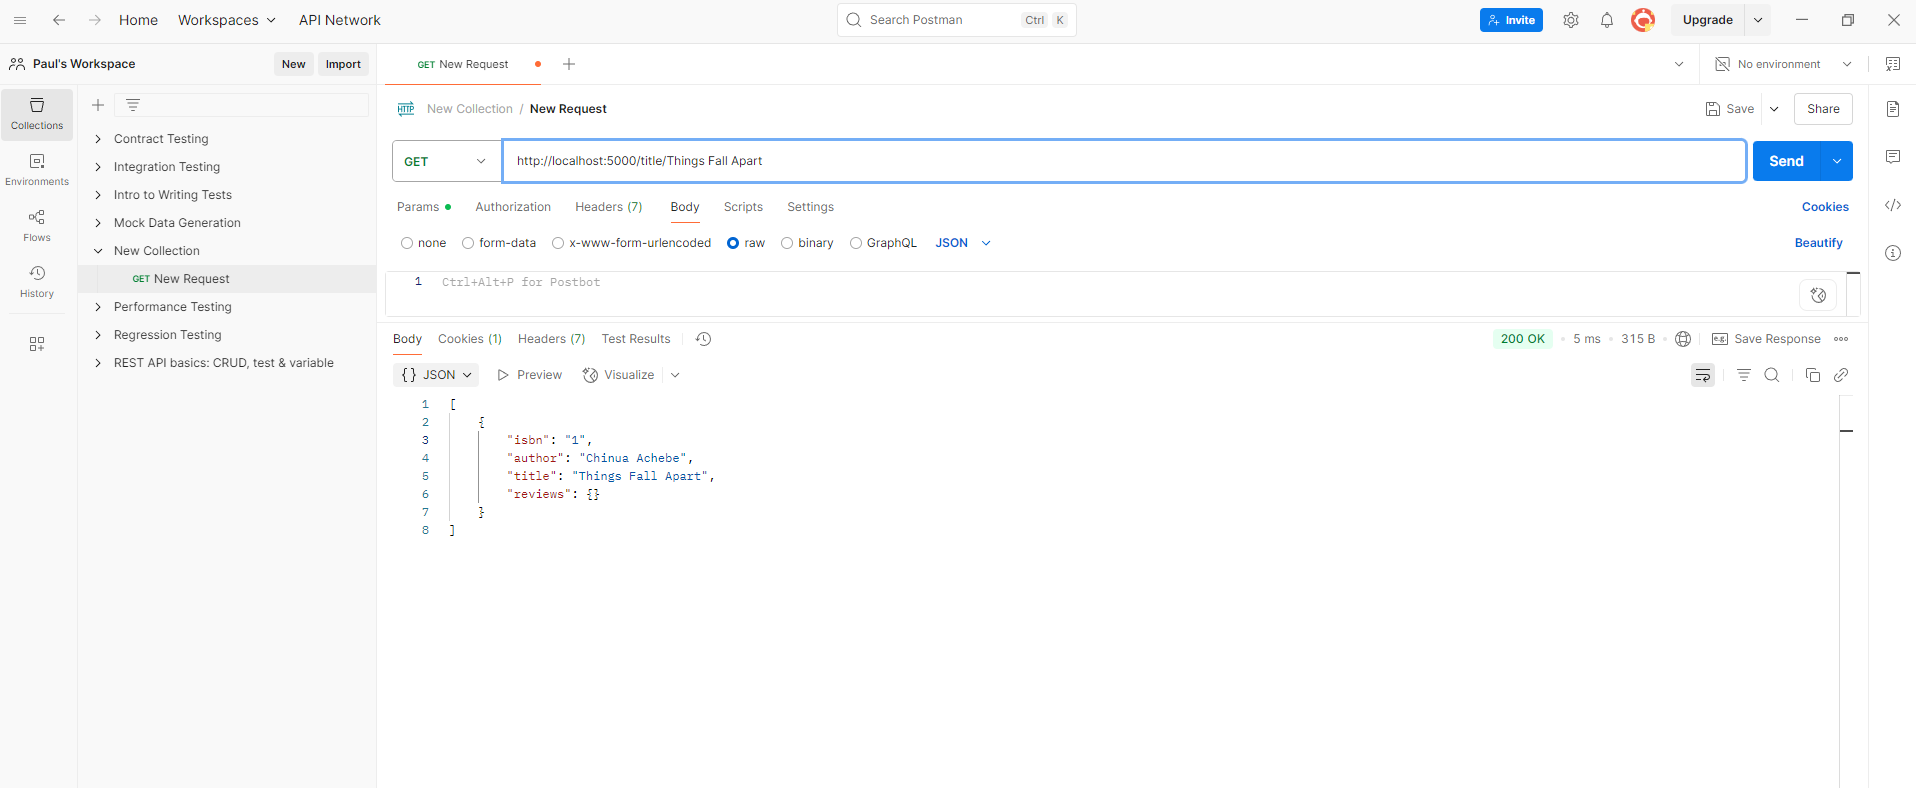 Home Workspaces API Network Search Postman Ctrl K Invite Upgrade
Paul's Workspace New Import
GET New Request No environment
Collections
Environments
Flows
History
Contract Testing
Integration Testing
Intro to Writing Tests
Mock Data Generation
New Collection
GET New Request
Performance Testing
Regression Testing
REST API basics: CRUD, test & variable
HTTP New Collection / New Request Save Share
GET http://localhost:5000/title/Things Fall Apart Send
Params Authorization Headers (7) Body Scripts Settings Cookies
none form-data x-www-form-urlencoded raw binary GraphQL JSON Beautify
1 Ctrl+Alt+P for Postbot
Body Cookies (1) Headers (7) Test Results 200 OK • 5 ms • 315 B • e.g. Save Response
{} JSON Preview Visualize
1 [
2 {
3 "isbn": "1",
4 "author": "Chinua Achebe",
5 "title": "Things Fall Apart",
6 "reviews": {}
7 }
8 ]